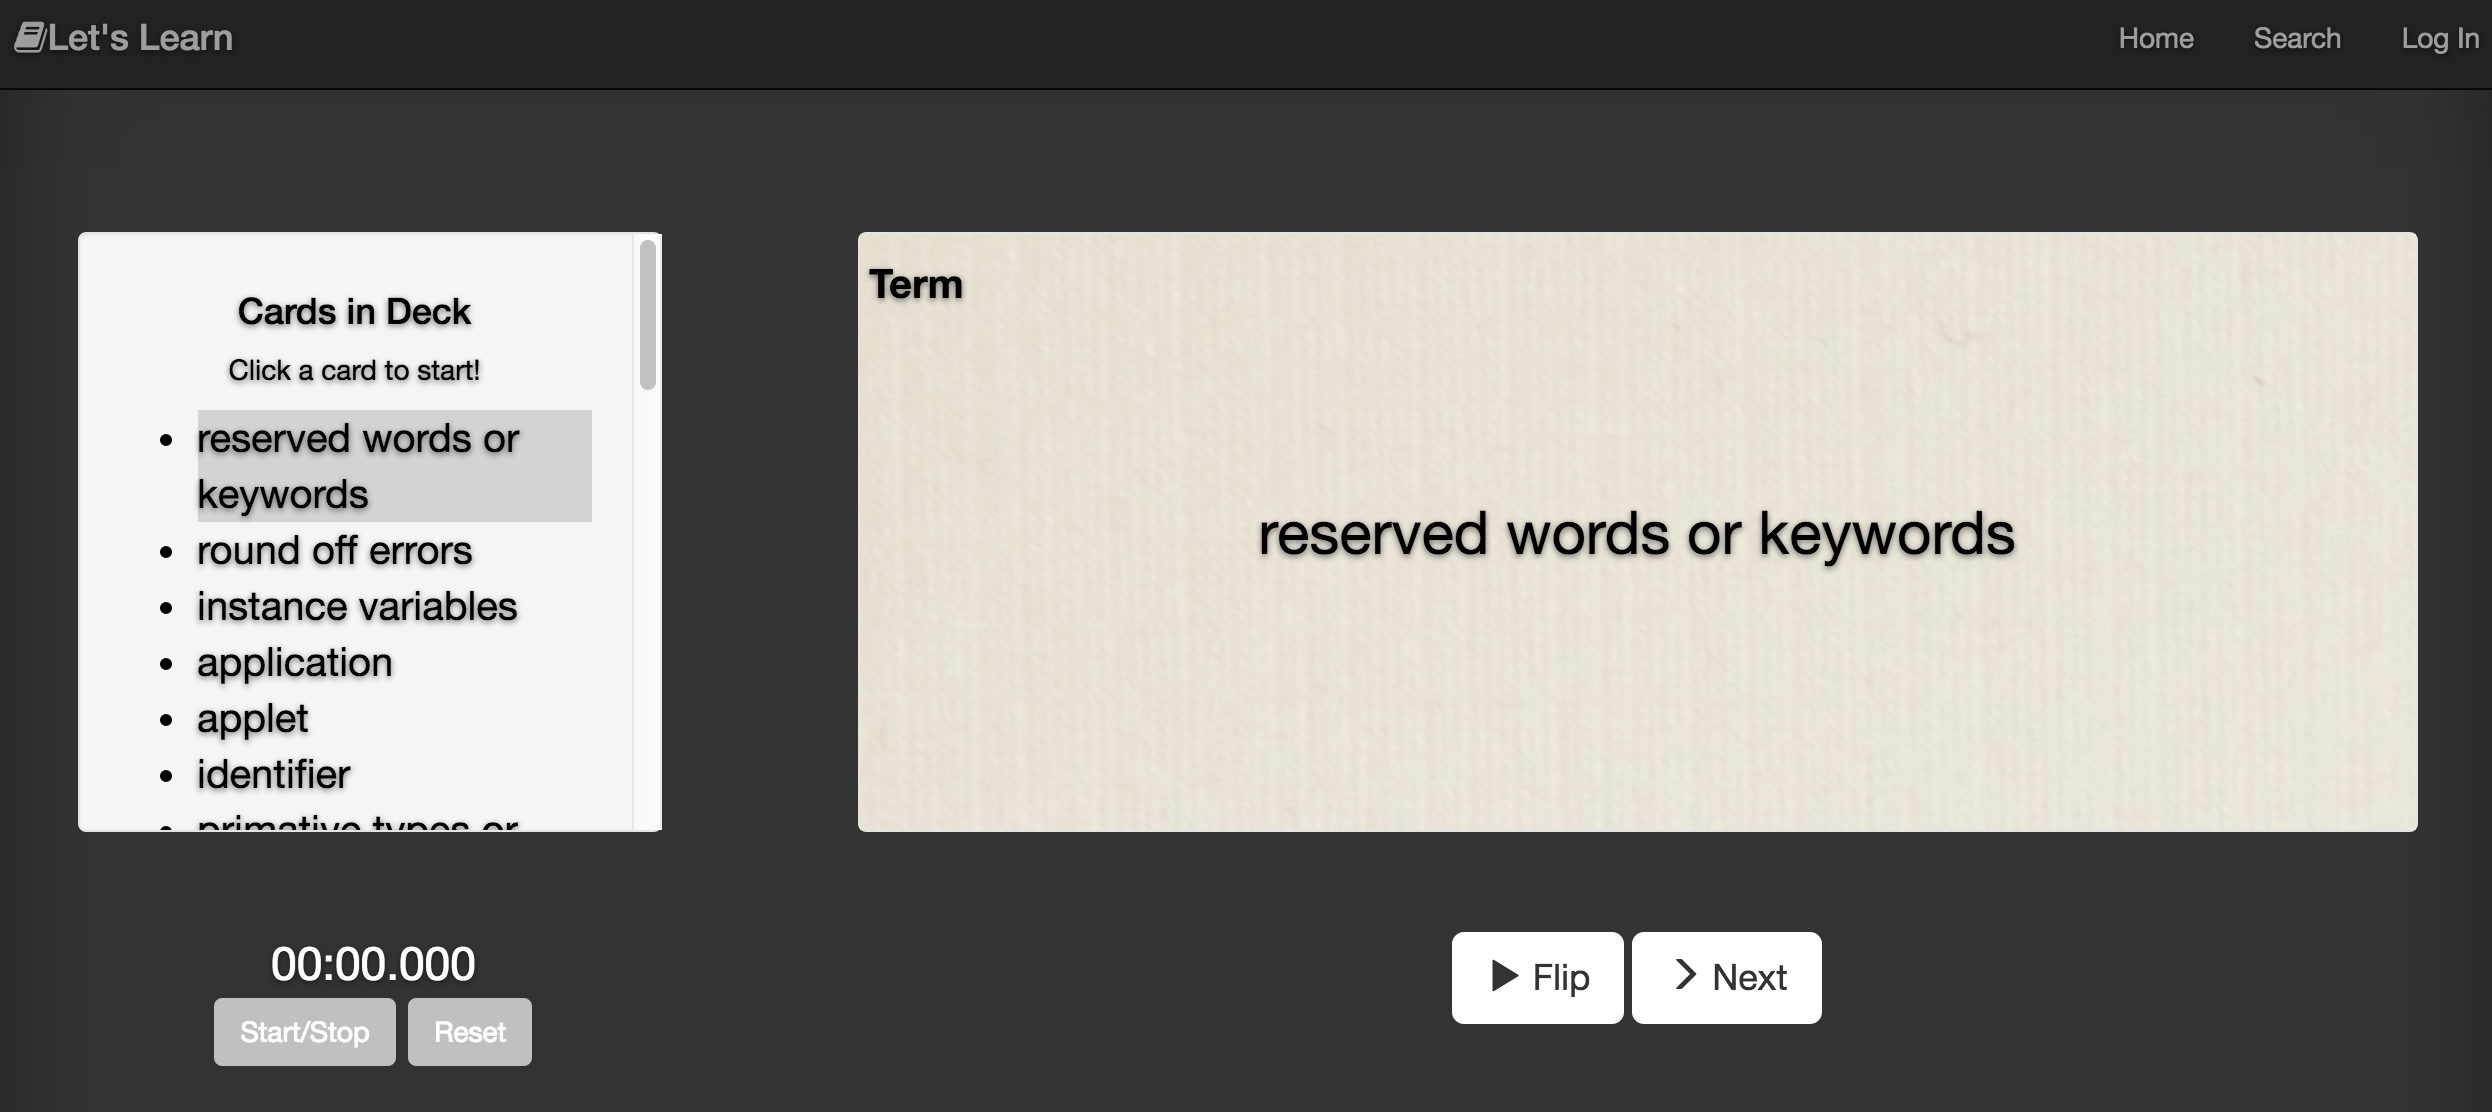 Let's Learn
Home
Search
Log In
Cards in Deck
Click a card to start!
reserved words or
keywords
round off errors
instance variables
application
applet
identifier
primative types or
Term
reserved words or keywords
00:00.000
Start/Stop
Reset
Flip
Next